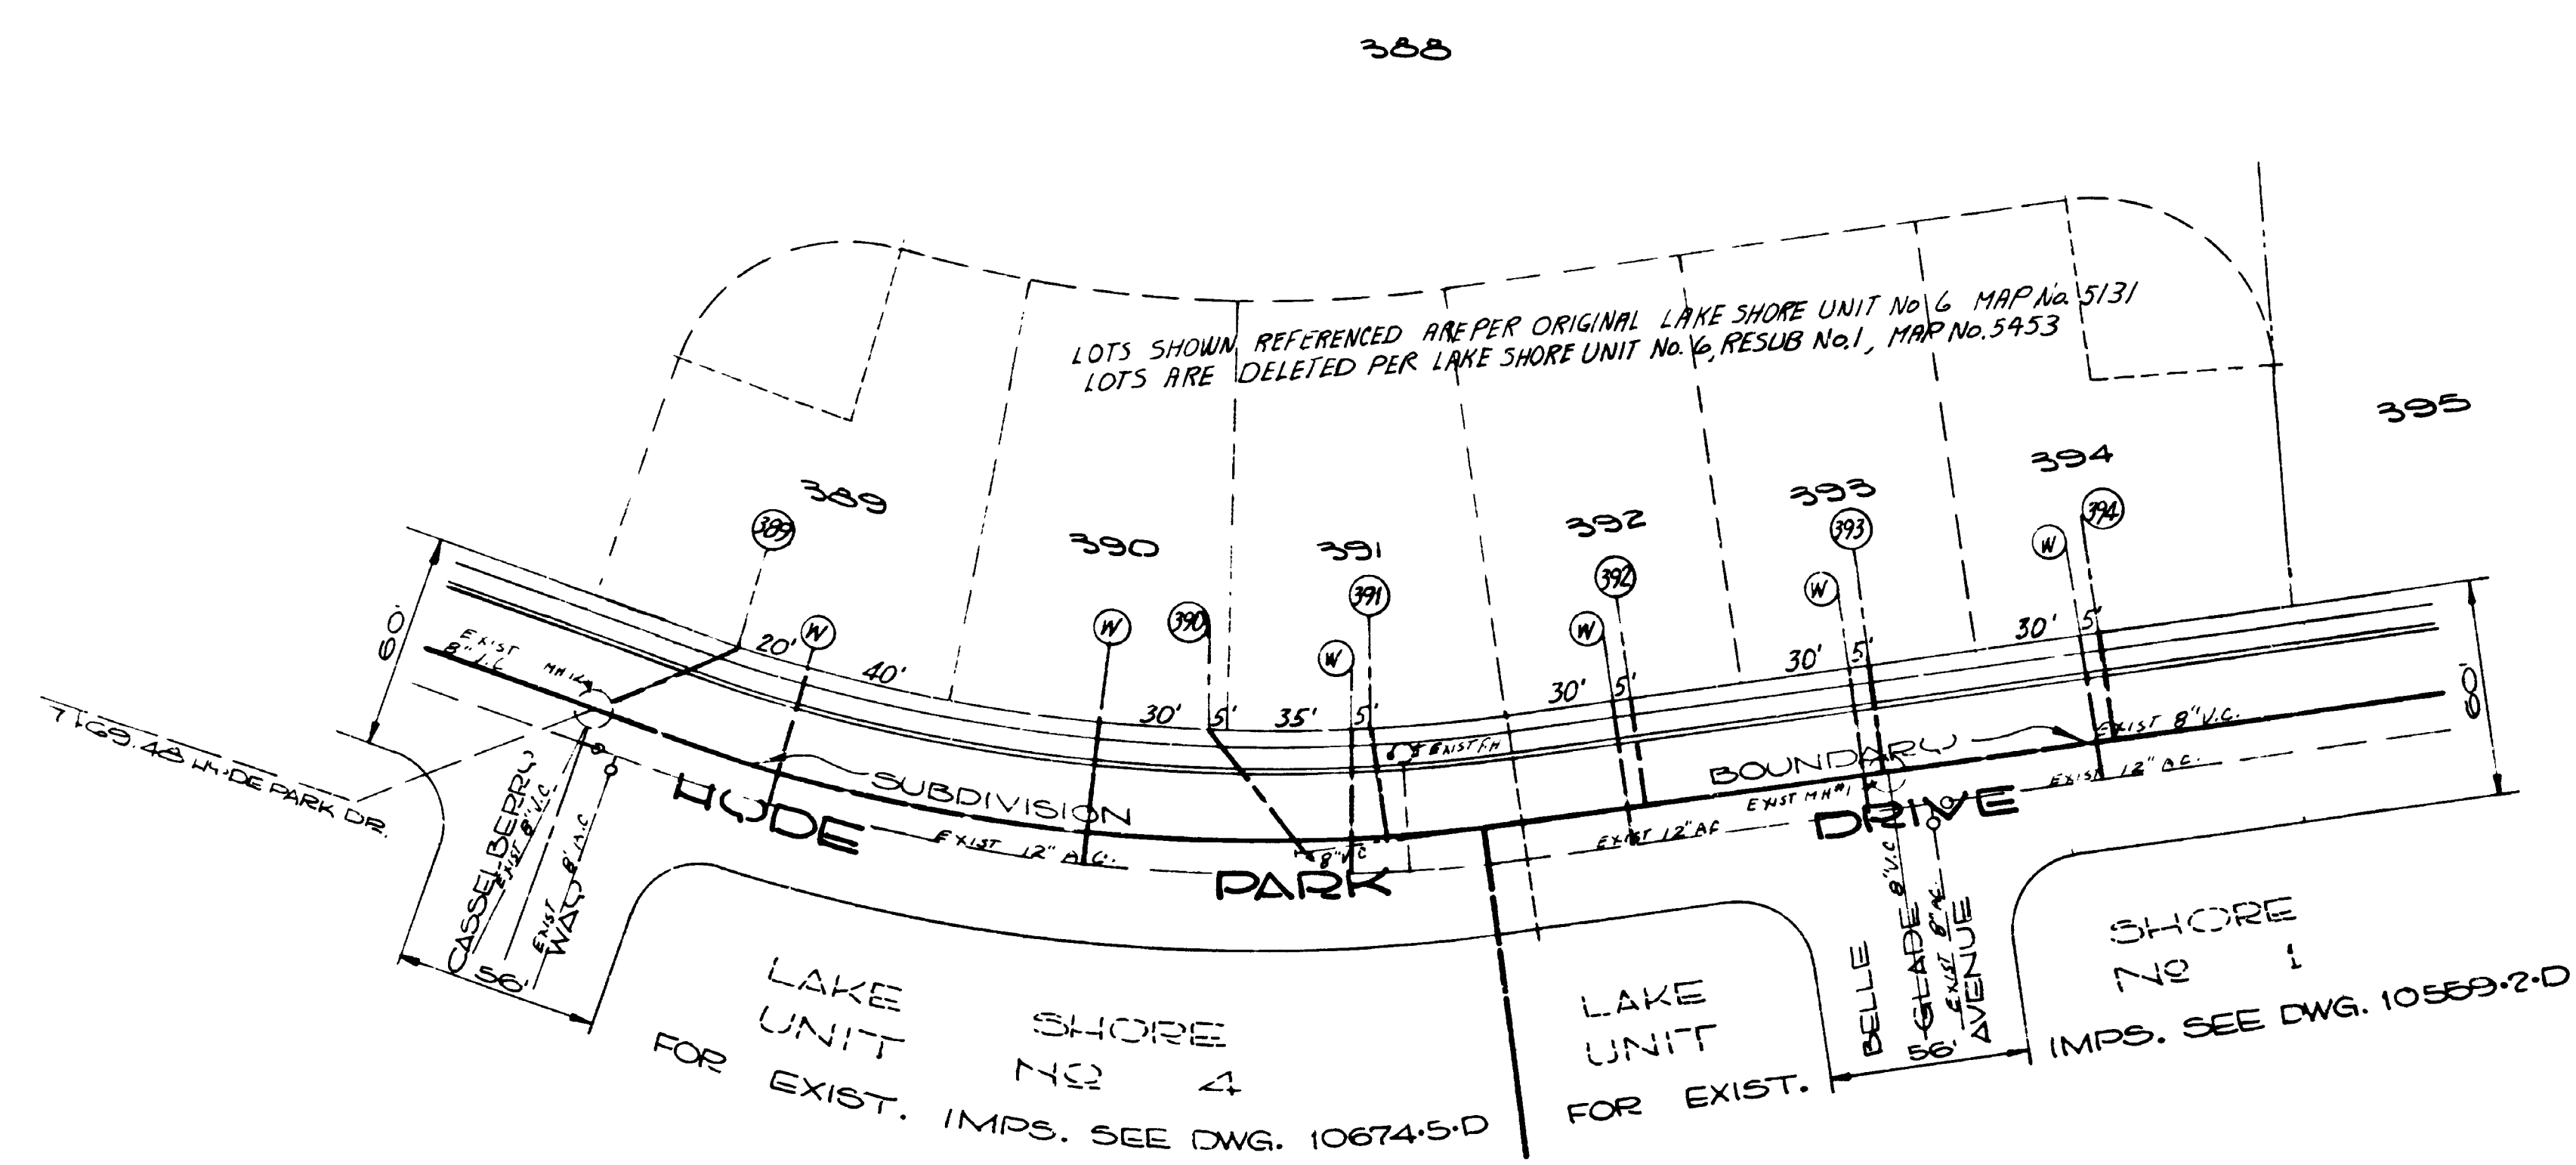 388
LOTS SHOWN REFERENCED ARE PER ORIGINAL LAKE SHORE UNIT No 6 MAP No. 5131
LOTS ARE DELETED PER LAKE SHORE UNIT No. 6, RESUB No.1, MAP No. 5453
395
394
393
392
391
390
389
389
W
W
390
W
391
W
392
W
393
W
394
60'
20'
40'
30'
5'
35'
5'
30'
5'
30'
5'
30'
5'
60'
EXIST
8" V.C.
EXIST F.H
EXIST 8" V.C.
SUBDIVISION
BOUNDARY
EXIST MH#1
EXIST 12" A.C.
HYDE
PARK
DRIVE
EXIST 12" A.C.
8" V.C
EXIST 12" A.C
7+69.48 HYDE PARK DR.
CASSELBERRY
WAY
EXIST 8" V.C.
EXIST 8" A.C
56'
BELLE
GLADE
AVENUE
8" V.C
EXIST 8" A.C.
56'
LAKE SHORE
UNIT Nº 4
FOR EXIST. IMPS. SEE DWG. 10674-5-D
LAKE SHORE
UNIT Nº 1
FOR EXIST. IMPS. SEE DWG. 10559-2-D